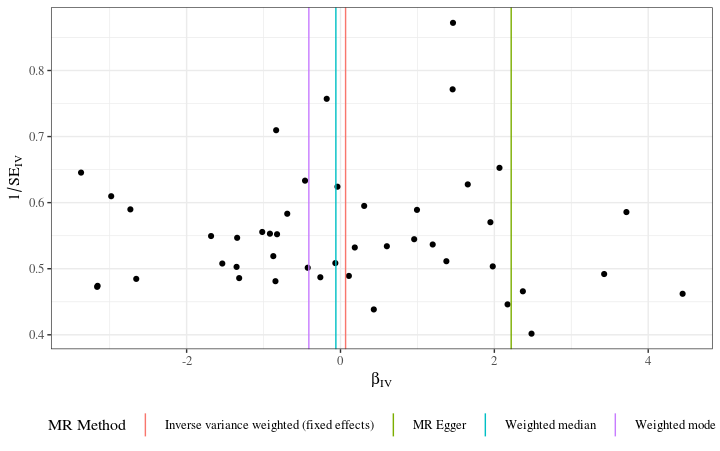 0.8
0.7
0.6
0.5
0.4
1/SE_IV
-2 0 2 4
β_IV
MR Method Inverse variance weighted (fixed effects) MR Egger Weighted median Weighted mode